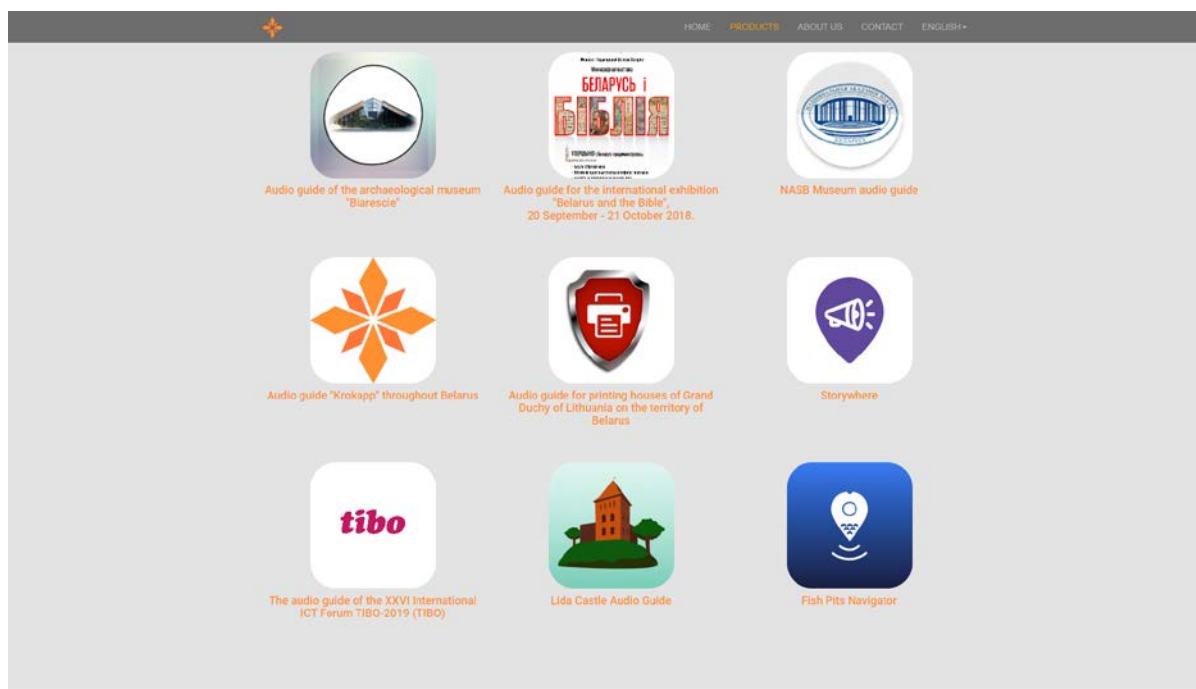 HOME PRODUCTS ABOUT US CONTACT ENGLISH
БЕЛАРУСЬ І
БІБЛІЯ
Audio guide of the archaeological museum
"Biarescie"
Audio guide for the international exhibition
"Belarus and the Bible",
20 September - 21 October 2018.
NASB Museum audio guide
Audio guide "Krokapp" throughout Belarus
Audio guide for printing houses of Grand
Duchy of Lithuania on the territory of
Belarus
Storywhere
tibo
The audio guide of the XXVI International
ICT Forum TIBO-2019 (TIBO)
Lida Castle Audio Guide
Fish Pits Navigator